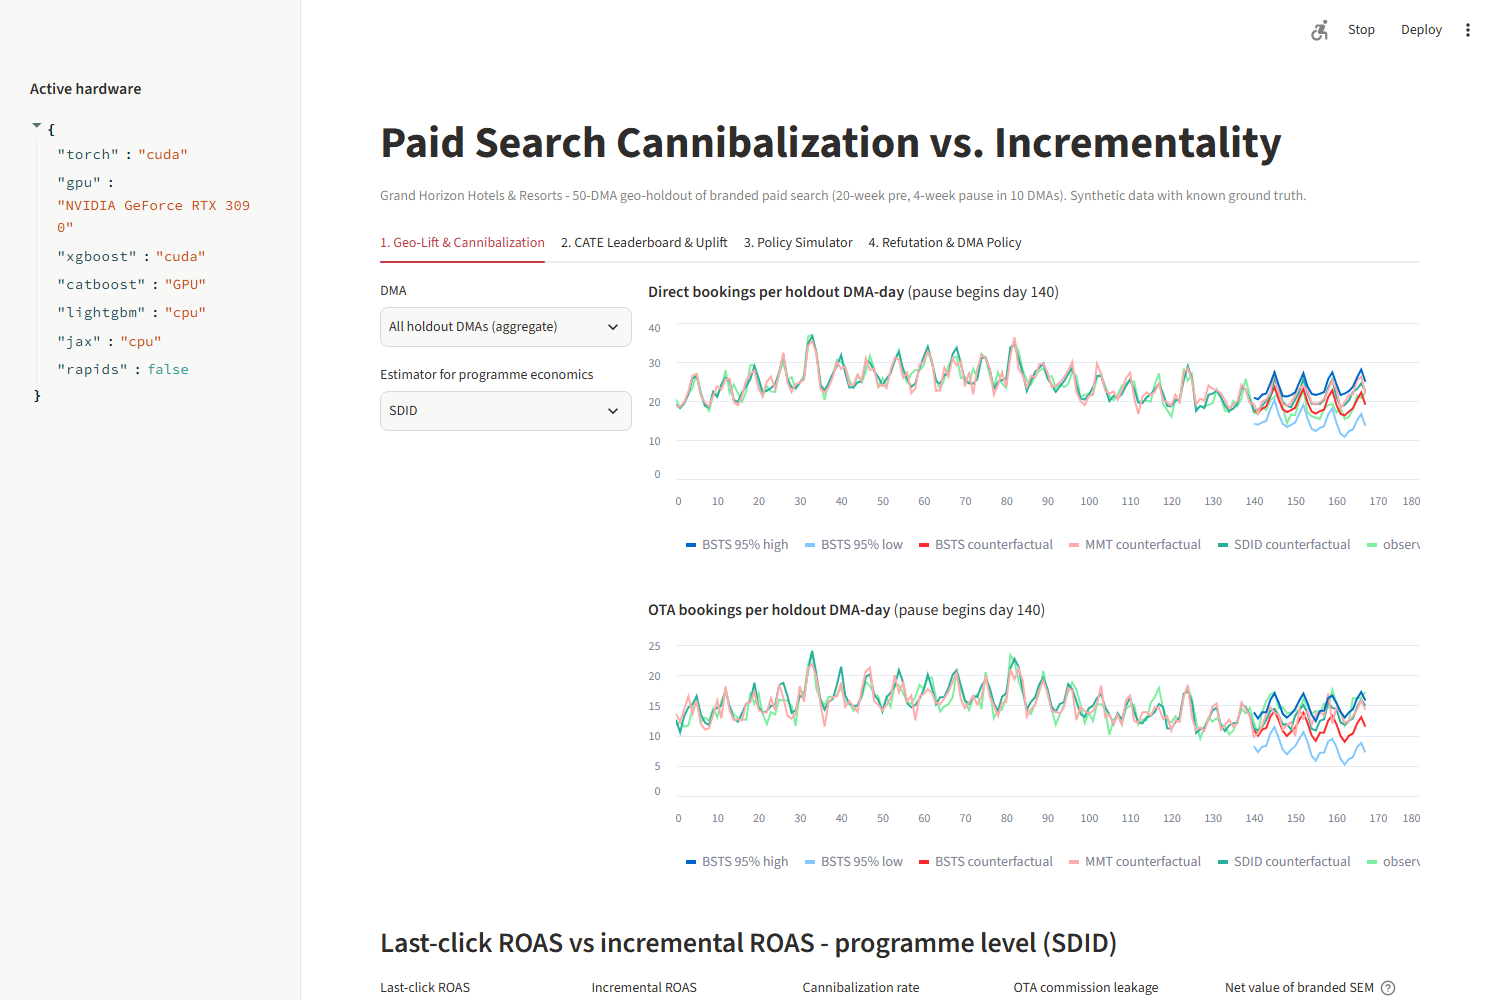 Stop
Deploy
Active hardware
{
"torch" : "cuda"
"gpu" :
"NVIDIA GeForce RTX 309
0"
"xgboost" : "cuda"
"catboost" : "GPU"
"lightgbm" : "cpu"
"jax" : "cpu"
"rapids" : false
}
Paid Search Cannibalization vs. Incrementality
Grand Horizon Hotels & Resorts - 50-DMA geo-holdout of branded paid search (20-week pre, 4-week pause in 10 DMAs). Synthetic data with known ground truth.
1. Geo-Lift & Cannibalization
2. CATE Leaderboard & Uplift
3. Policy Simulator
4. Refutation & DMA Policy
DMA
All holdout DMAs (aggregate)
Estimator for programme economics
SDID
Direct bookings per holdout DMA-day (pause begins day 140)
40
30
20
10
0
0 10 20 30 40 50 60 70 80 90 100 110 120 130 140 150 160 170 180
BSTS 95% high BSTS 95% low BSTS counterfactual MMT counterfactual SDID counterfactual
OTA bookings per holdout DMA-day (pause begins day 140)
25
20
15
10
5
0
0 10 20 30 40 50 60 70 80 90 100 110 120 130 140 150 160 170 180
BSTS 95% high BSTS 95% low BSTS counterfactual MMT counterfactual SDID counterfactual
Last-click ROAS vs incremental ROAS - programme level (SDID)
Last-click ROAS
Incremental ROAS
Cannibalization rate
OTA commission leakage
Net value of branded SEM ?